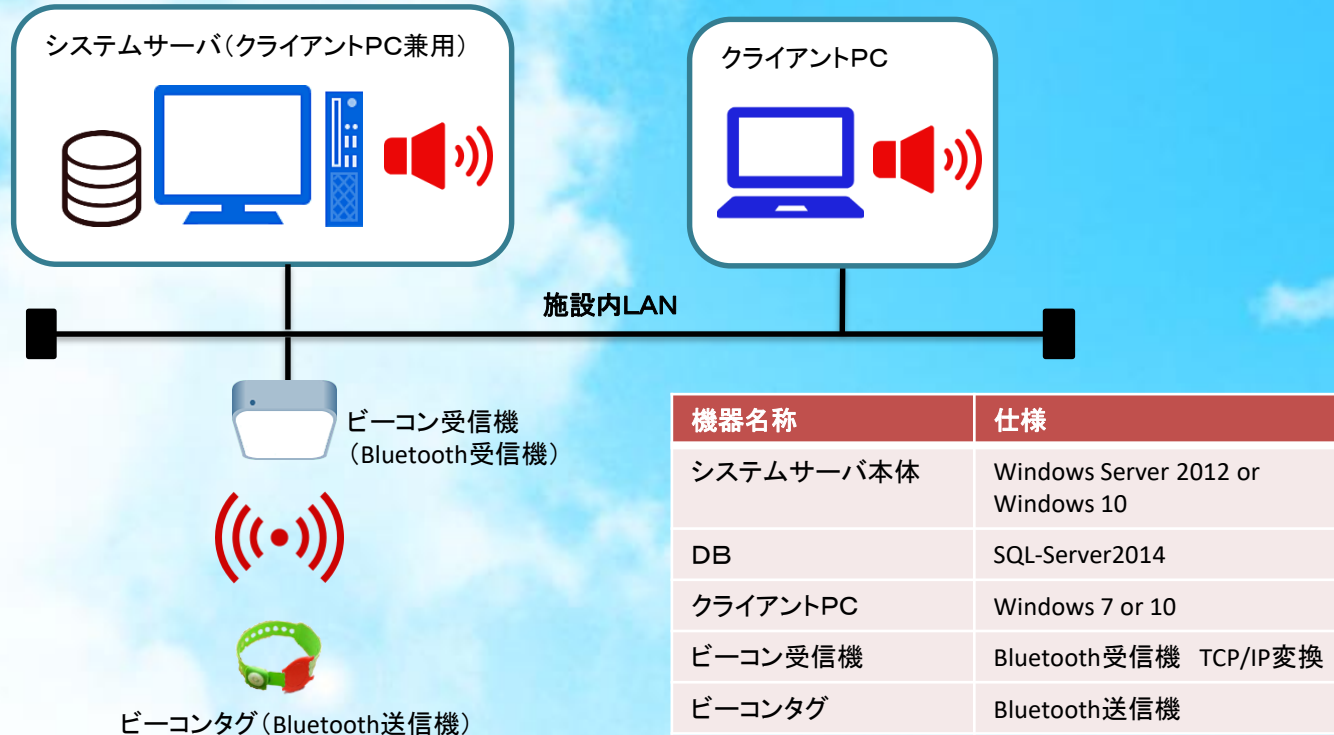 システムサーバ(クライアントPC兼用)
クライアントPC
施設内LAN
ビーコン受信機
(Bluetooth受信機)
ビーコンタグ(Bluetooth送信機)
機器名称 仕様
システムサーバ本体 Windows Server 2012 or
Windows 10
DB SQL-Server2014
クライアントPC Windows 7 or 10
ビーコン受信機 Bluetooth受信機 TCP/IP変換
ビーコンタグ Bluetooth送信機